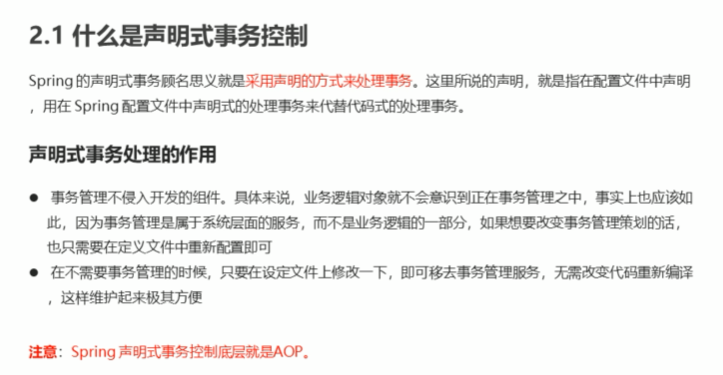 2.1 什么是声明式事务控制
Spring 的声明式事务顾名思义就是采用声明的方式来处理事务。这里所说的声明，就是指在配置文件中声明
，用在 Spring 配置文件中声明式的处理事务来代替代码式的处理事务。
声明式事务处理的作用
● 事务管理不侵入开发的组件。具体来说，业务逻辑对象就不会意识到正在事务管理之中，事实上也应该如
此，因为事务管理是属于系统层面的服务，而不是业务逻辑的一部分，如果想要改变事务管理策划的话，
也只需要在定义文件中重新配置即可
● 在不需要事务管理的时候，只要在设定文件上修改一下，即可移去事务管理服务，无需改变代码重新编译
，这样维护起来极其方便
注意：Spring 声明式事务控制底层就是AOP。